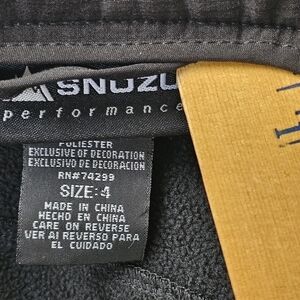 SNOZU
performance
POLIESTER
EXCLUSIVE OF DECORATION
EXCLUSIVO DE DECORACION
RN#74299
SIZE: 4
MADE IN CHINA
HECHO EN CHINA
CARE ON REVERSE
VER AL REVERSO PARA
EL CUIDADO